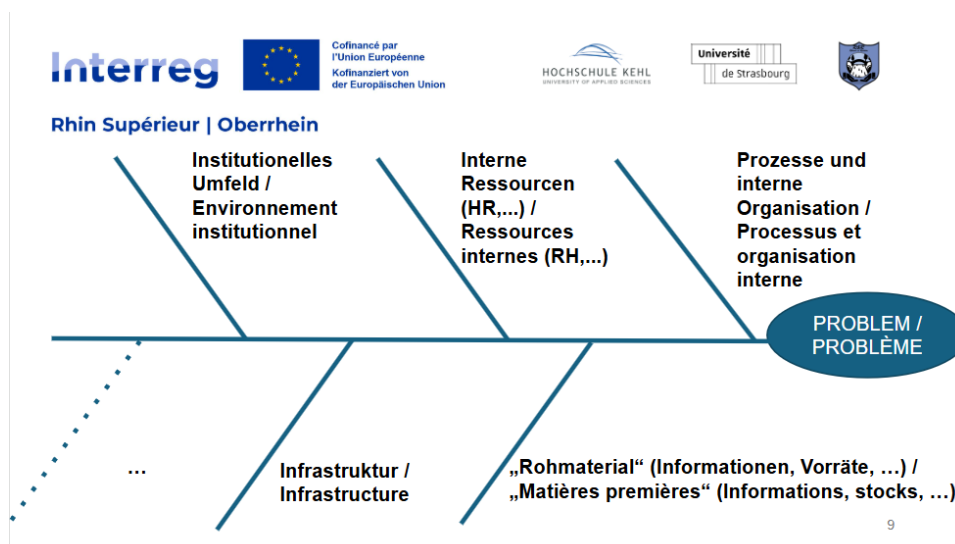 Interreg
Cofinancé par
l'Union Européenne
Kofinanziert von
der Europäischen Union
HOCHSCHULE KEHL
UNIVERSITY OF APPLIED SCIENCES
Université
de Strasbourg
Rhin Supérieur | Oberrhein
Institutionelles
Umfeld /
Environnement
institutionnel
Interne
Ressourcen
(HR,...) /
Ressources
internes (RH,...)
Prozesse und
interne
Organisation /
Processus et
organisation
interne
PROBLEM /
PROBLÈME
...
Infrastruktur /
Infrastructure
„Rohmaterial“ (Informationen, Vorräte, …) /
„Matières premières“ (Informations, stocks, …)
9